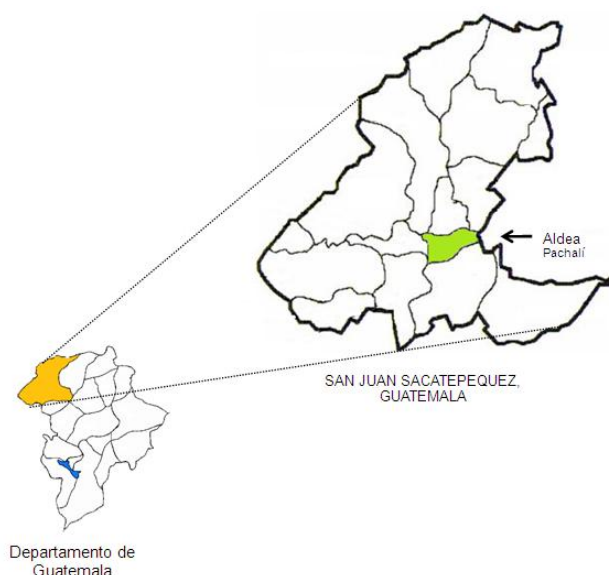 Aldea
Pachalí
SAN JUAN SACATEPEQUEZ,
GUATEMALA
Departamento de
Guatemala